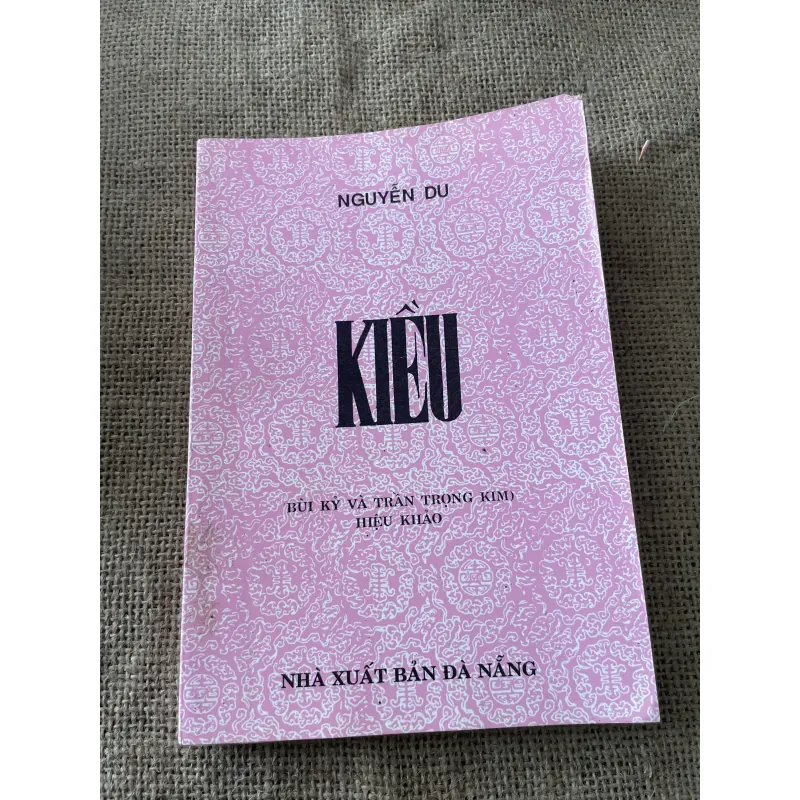 NGUYỄN DU
KIỀU
BÙI KỶ VÀ TRẦN TRỌNG KIM)
HIỆU KHẢO
NHÀ XUẤT BẢN ĐÀ NẴNG